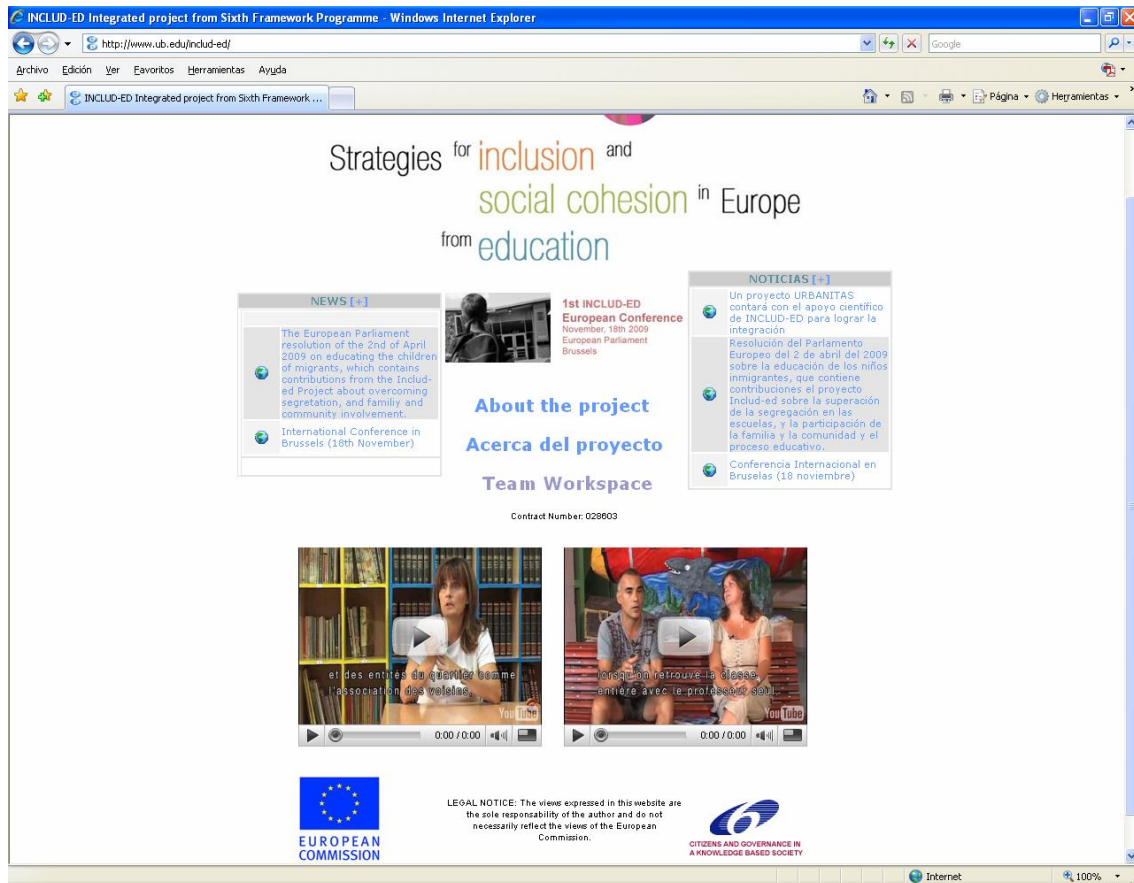 INCLUD-ED Integrated project from Sixth Framework Programme - Windows Internet Explorer
http://www.ub.edu/includ-ed/
Google
Archivo Edición Ver Favoritos Herramientas Ayuda
INCLUD-ED Integrated project from Sixth Framework ...
Página Herramientas
Strategies for inclusion and
social cohesion in Europe
from education
NEWS [+]
The European Parliament
resolution of the 2nd of April
2009 on educating the children
of migrants, which contains
contributions from the Includ-
ed Project about overcoming
segretation, and familiy and
community involvement.
International Conference in
Brussels (18th November)
1st INCLUD-ED
European Conference
November, 18th 2009
European Parliament
Brussels
About the project
Acerca del proyecto
Team Workspace
Contract Number: 028603
NOTICIAS [+]
Un proyecto URBANITAS
contará con el apoyo científico
de INCLUD-ED para lograr la
integración
Resolución del Parlamento
Europeo del 2 de abril del 2009
sobre la educación de los niños
inmigrantes, que contiene
contribuciones el proyecto
Includ-ed sobre la superación
de la segregación en las
escuelas, y la participación de
la familia y la comunidad y el
proceso educativo.
Conferencia Internacional en
Bruselas (18 noviembre)
et des entités du quartier comme
l'association des voisins,
YouTube
0:00 / 0:00
lorsqu'on retrouve la classe
entière avec le professeur seul.
YouTube
0:00 / 0:00
EUROPEAN
COMMISSION
LEGAL NOTICE: The views expressed in this website are
the sole responsability of the author and do not
necessarily reflect the views of the European
Commission.
CITIZENS AND GOVERNANCE IN
A KNOWLEDGE BASED SOCIETY
Internet
100%